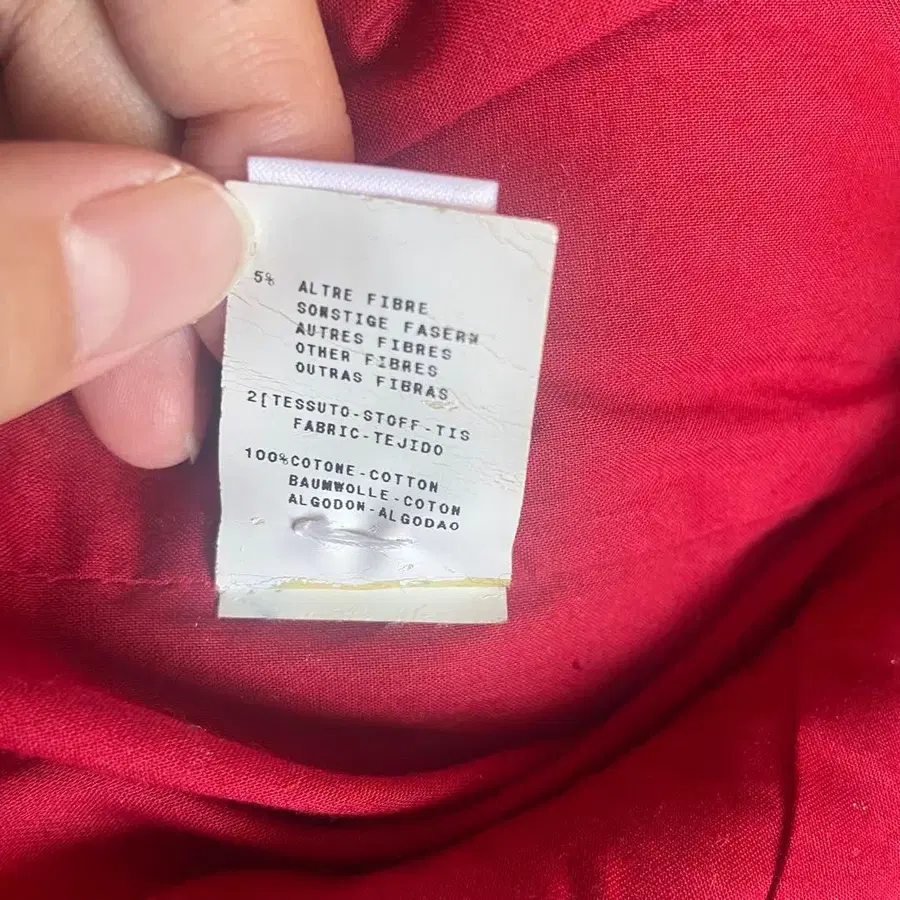 5% ALTRE FIBRE
SONSTIGE FASERN
AUTRES FIBRES
OTHER FIBRES
OUTRAS FIBRAS
2[TESSUTO-STOFF-TIS
FABRIC-TEJIDO
100%COTONE-COTTON
BAUMWOLLE-COTON
ALGODON-ALGODAO